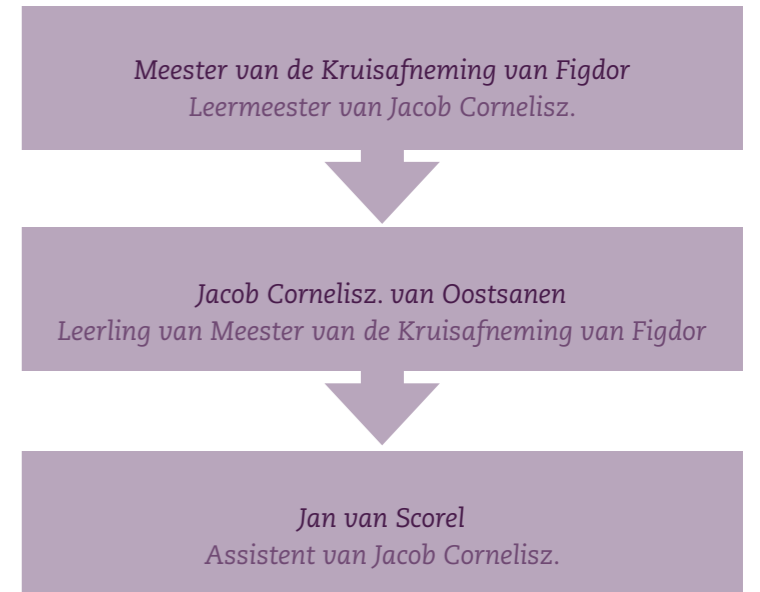 Meester van de Kruisafneming van Figdor
Leermeester van Jacob Cornelisz.
Jacob Cornelisz. van Oostsanen
Leerling van Meester van de Kruisafneming van Figdor
Jan van Scorel
Assistent van Jacob Cornelisz.